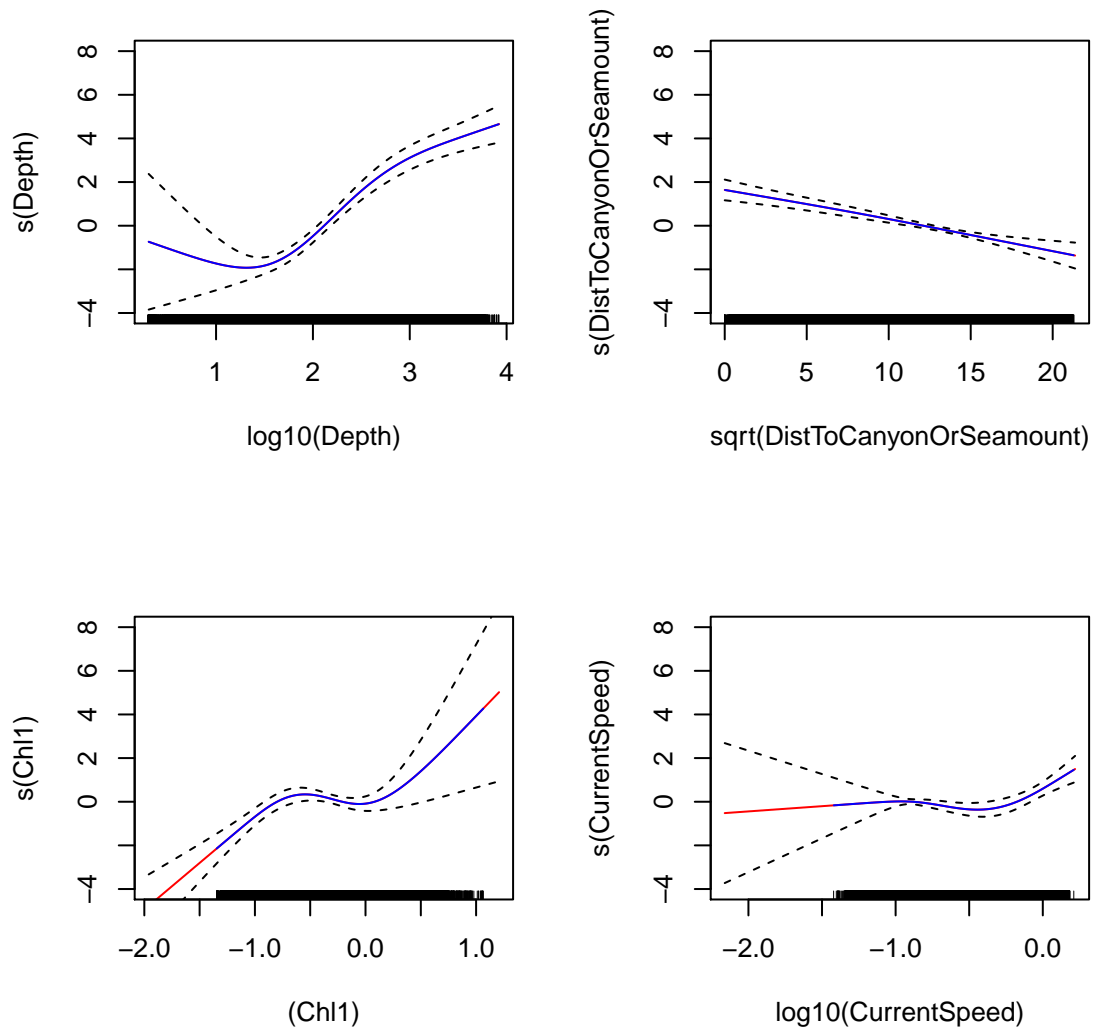 s(Depth)
8
6
4
2
0
−4
1 2 3 4
log10(Depth)
s(DistToCanyonOrSeamount)
8
6
4
2
0
−4
0 5 10 15 20
sqrt(DistToCanyonOrSeamount)
s(Chl1)
8
6
4
2
0
−4
−2.0 −1.0 0.0 1.0
(Chl1)
s(CurrentSpeed)
8
6
4
2
0
−4
−2.0 −1.0 0.0
log10(CurrentSpeed)